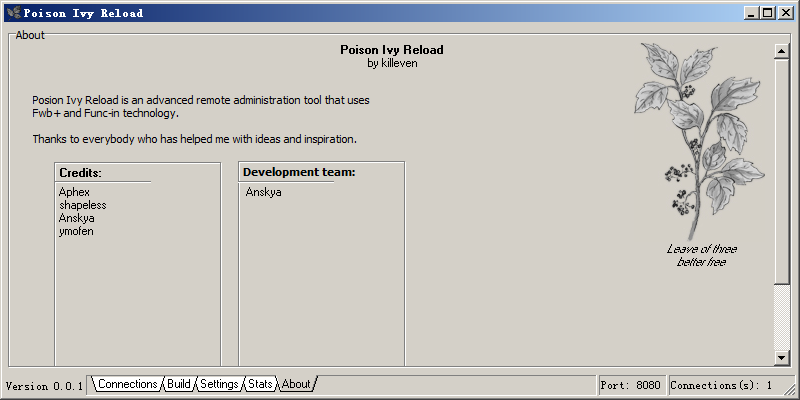 Poison Ivy Reload
About
Poison Ivy Reload
by killeven
Posion Ivy Reload is an advanced remote administration tool that uses
Fwb+ and Func-in technology.
Thanks to everybody who has helped me with ideas and inspiration.
Credits:
Aphex
shapeless
Anskya
ymofen
Development team:
Anskya
Leave of three
better free
Version 0.0.1
Connections
Build
Settings
Stats
About
Port: 8080
Connections(s): 1